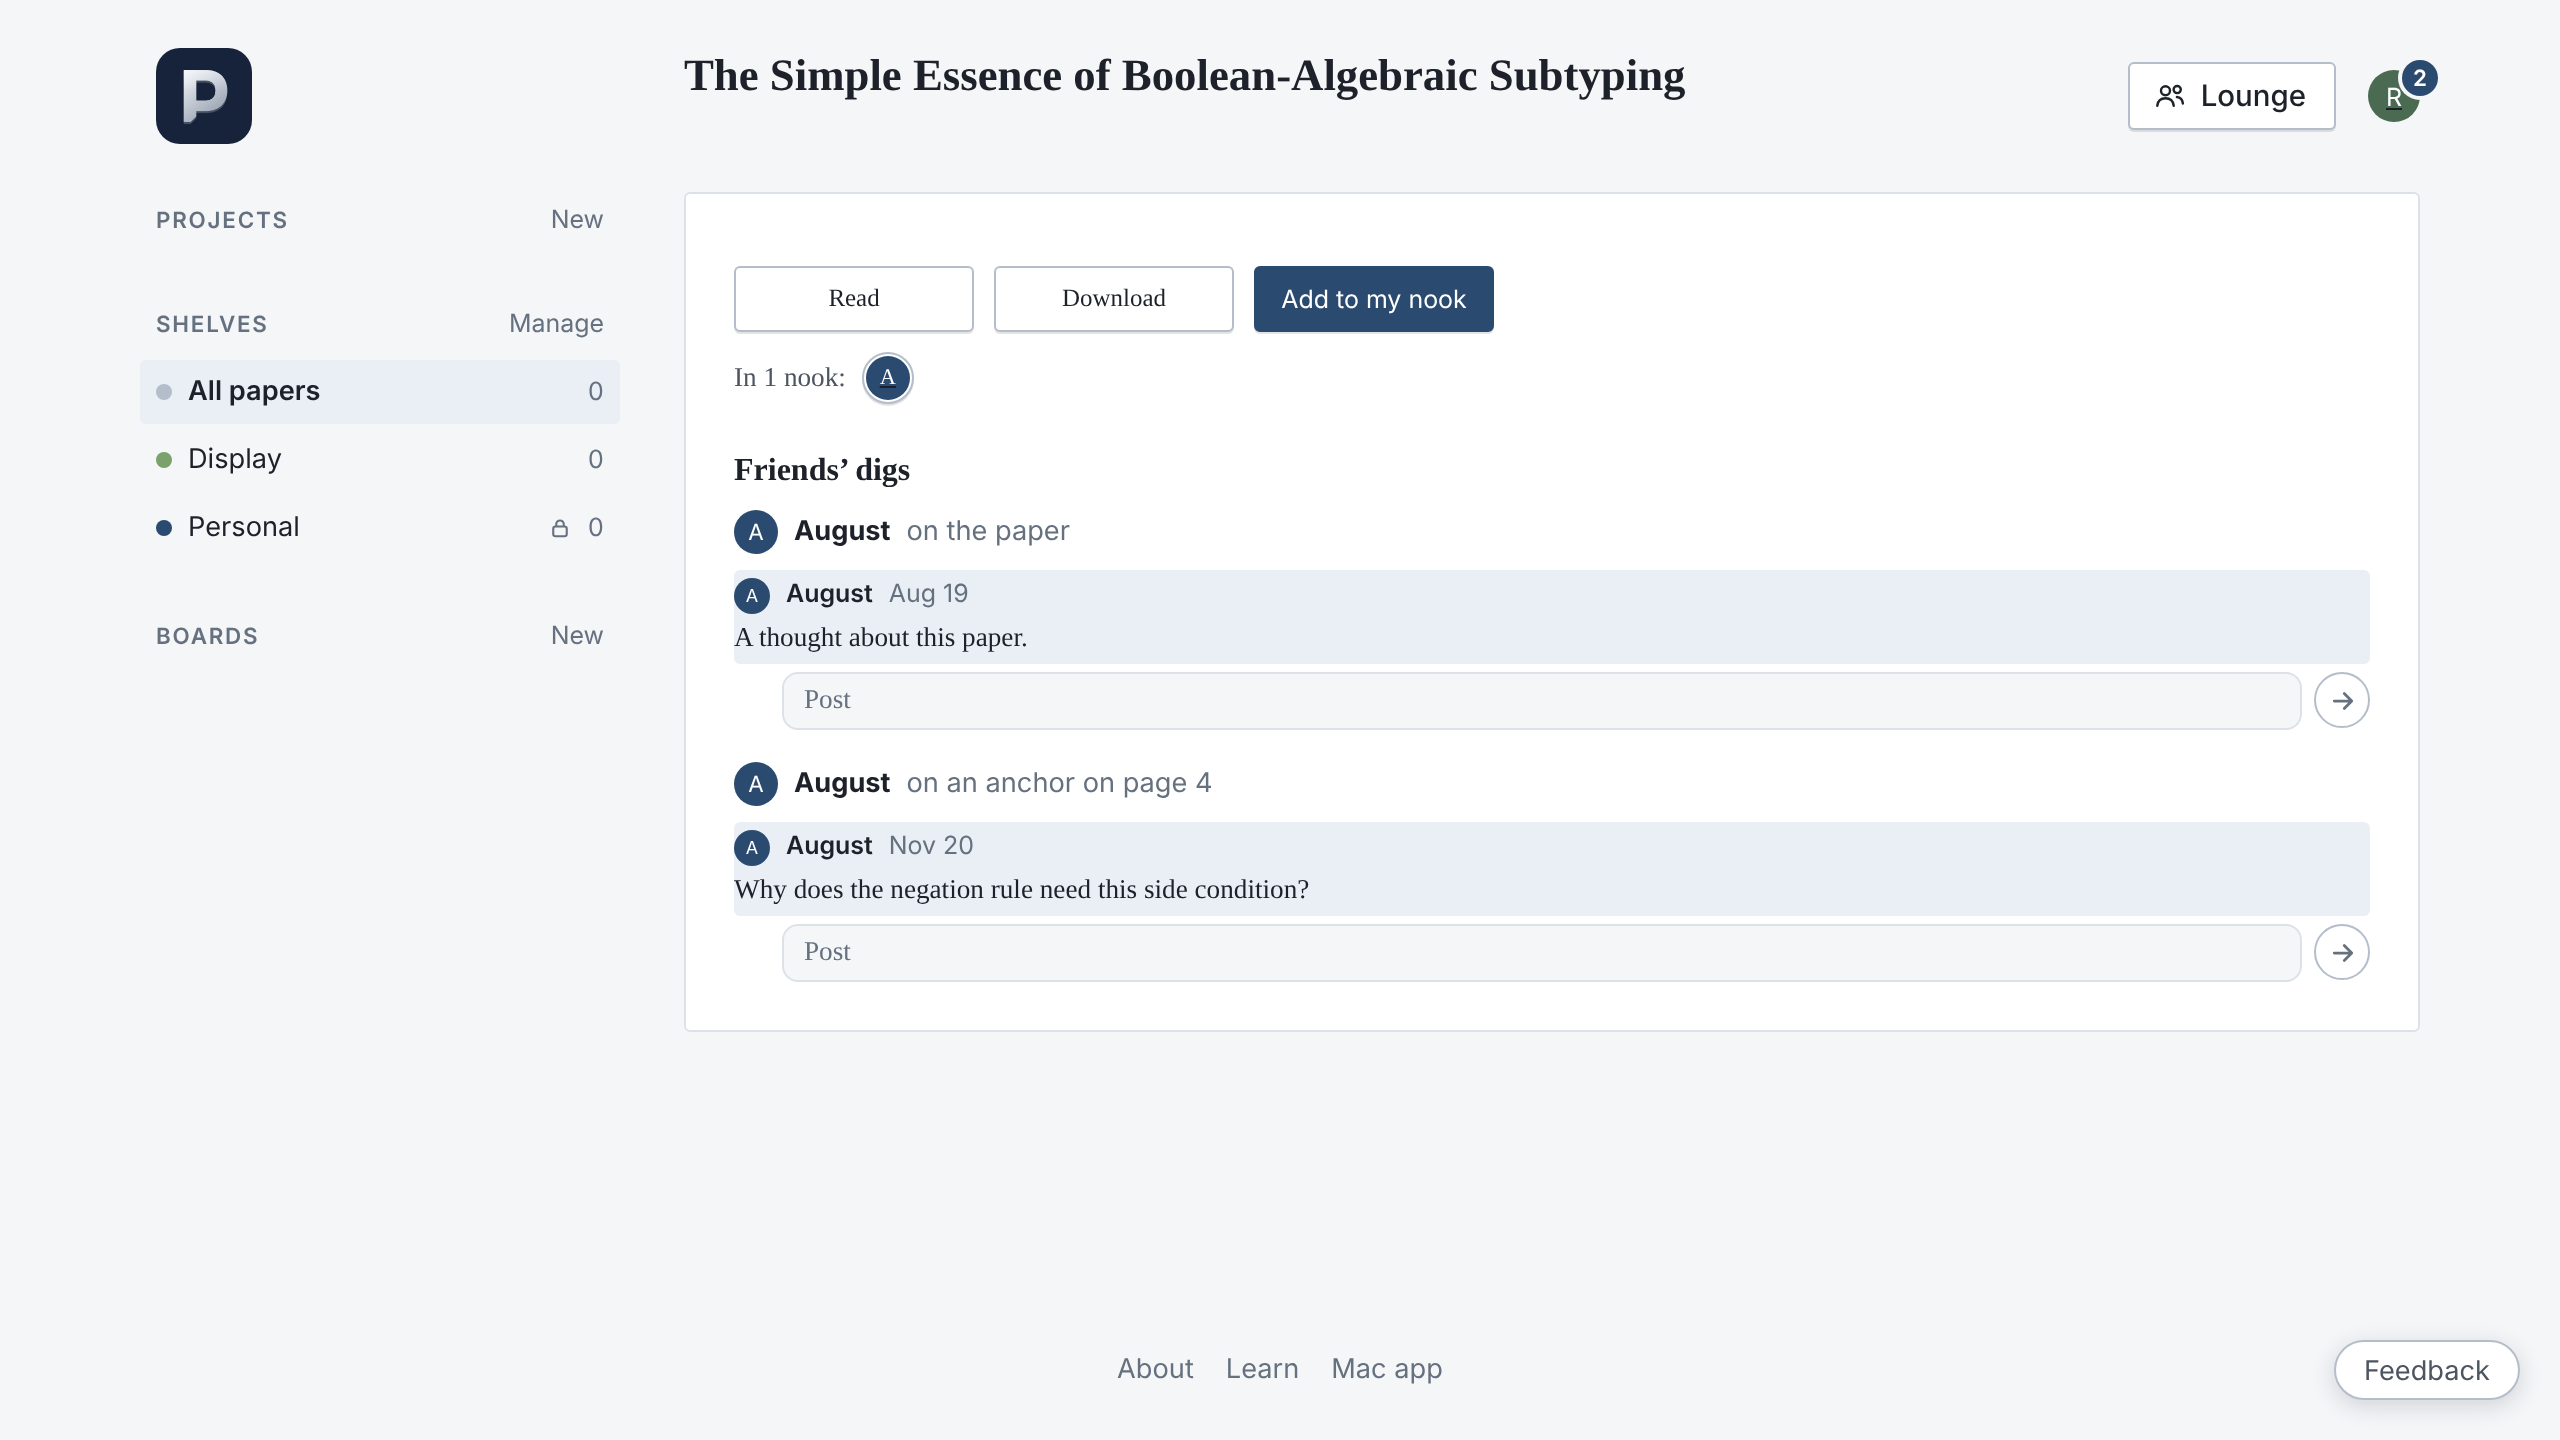 P
The Simple Essence of Boolean-Algebraic Subtyping
Lounge
R
2
PROJECTS
New
SHELVES
Manage
All papers
0
Display
0
Personal
0
BOARDS
New
Read
Download
Add to my nook
In 1 nook:
A
Friends’ digs
A
August on the paper
A
August Aug 19
A thought about this paper.
Post
A
August on an anchor on page 4
A
August Nov 20
Why does the negation rule need this side condition?
Post
About
Learn
Mac app
Feedback